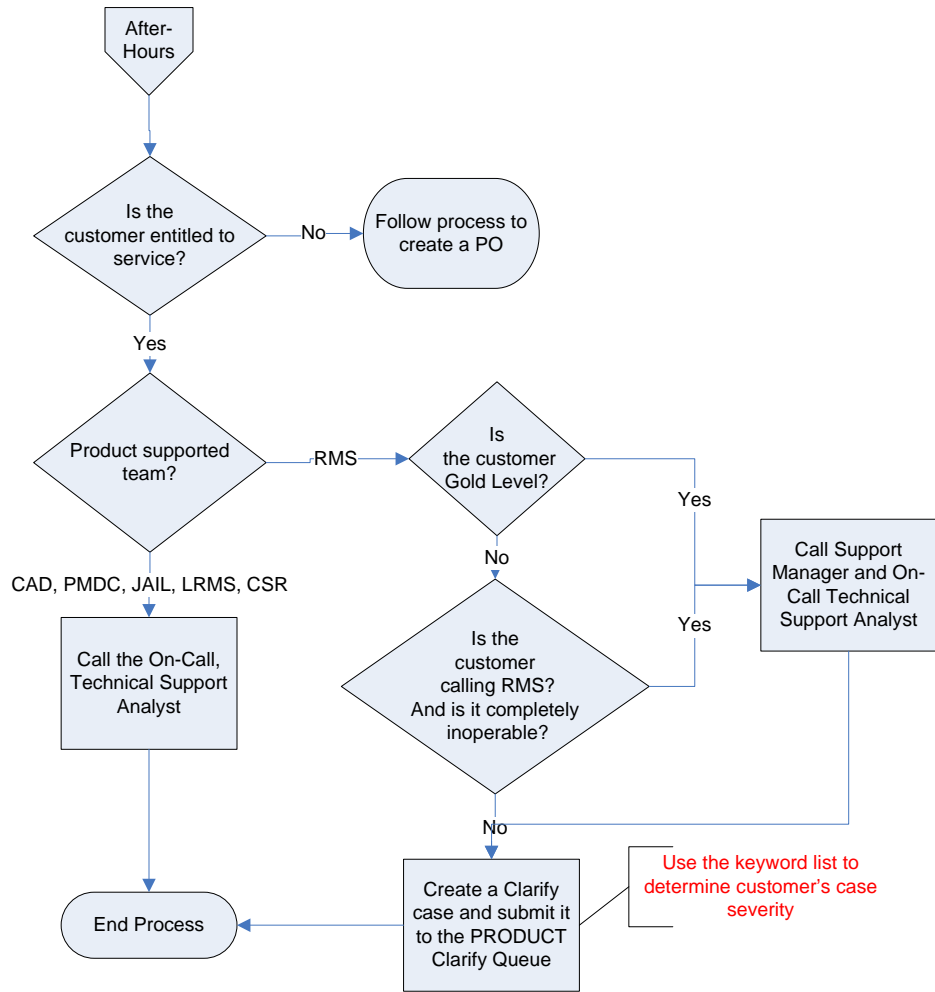 After-
Hours
Is the
customer entitled to
service?
No
Follow process to
create a PO
Yes
Product supported
team?
RMS
Is
the customer
Gold Level?
Yes
No
CAD, PMDC, JAIL, LRMS, CSR
Call Support
Manager and On-
Call Technical
Support Analyst
Is the
customer
calling RMS?
And is it completely
inoperable?
Yes
Call the On-Call,
Technical Support
Analyst
No
Create a Clarify
case and submit it
to the PRODUCT
Clarify Queue
Use the keyword list to
determine customer's case
severity
End Process